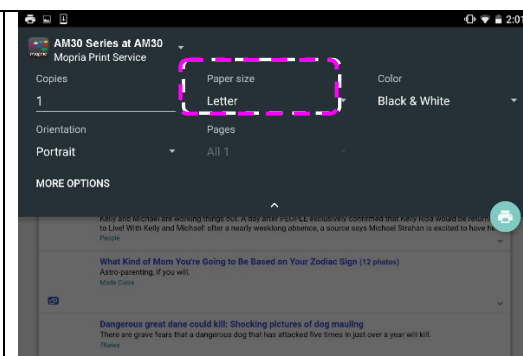 2:01
AM30 Series at AM30
mopria
Mopria Print Service
Copies
Paper size
Color
1
Letter
Black & White
Orientation
Pages
Portrait
All 1
MORE OPTIONS
Kelly and Michael are working things out. A day after PEOPLE exclusively confirmed that Kelly Ripa would be return
to Live! With Kelly and Michael! after a nearly weeklong absence, a source says Michael Strahan is excited to have he
People
What Kind of Mom You're Going to Be Based on Your Zodiac Sign (12 photos)
Astro-parenting, if you will.
Marie Claire
Dangerous great dane could kill: Shocking pictures of dog mauling
There are grave fears that a dangerous dog that has attacked five times in just over a year will kill.
7News